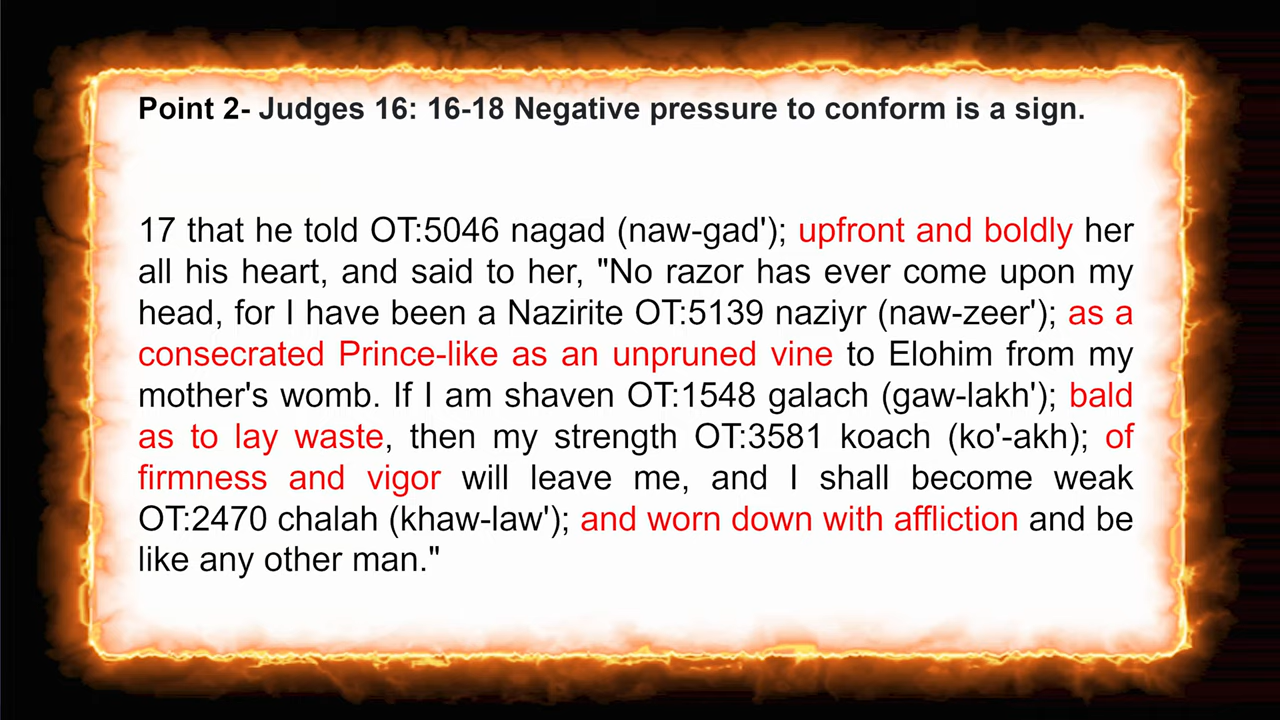 Point 2- Judges 16: 16-18 Negative pressure to conform is a sign.
17 that he told OT:5046 nagad (naw-gad'); upfront and boldly her
all his heart, and said to her, "No razor has ever come upon my
head, for I have been a Nazirite OT:5139 naziyr (naw-zeer'); as a
consecrated Prince-like as an unpruned vine to Elohim from my
mother's womb. If I am shaven OT:1548 galach (gaw-lakh'); bald
as to lay waste, then my strength OT:3581 koach (ko'-akh); of
firmness and vigor will leave me, and I shall become weak
OT:2470 chalah (khaw-law'); and worn down with affliction and be
like any other man."